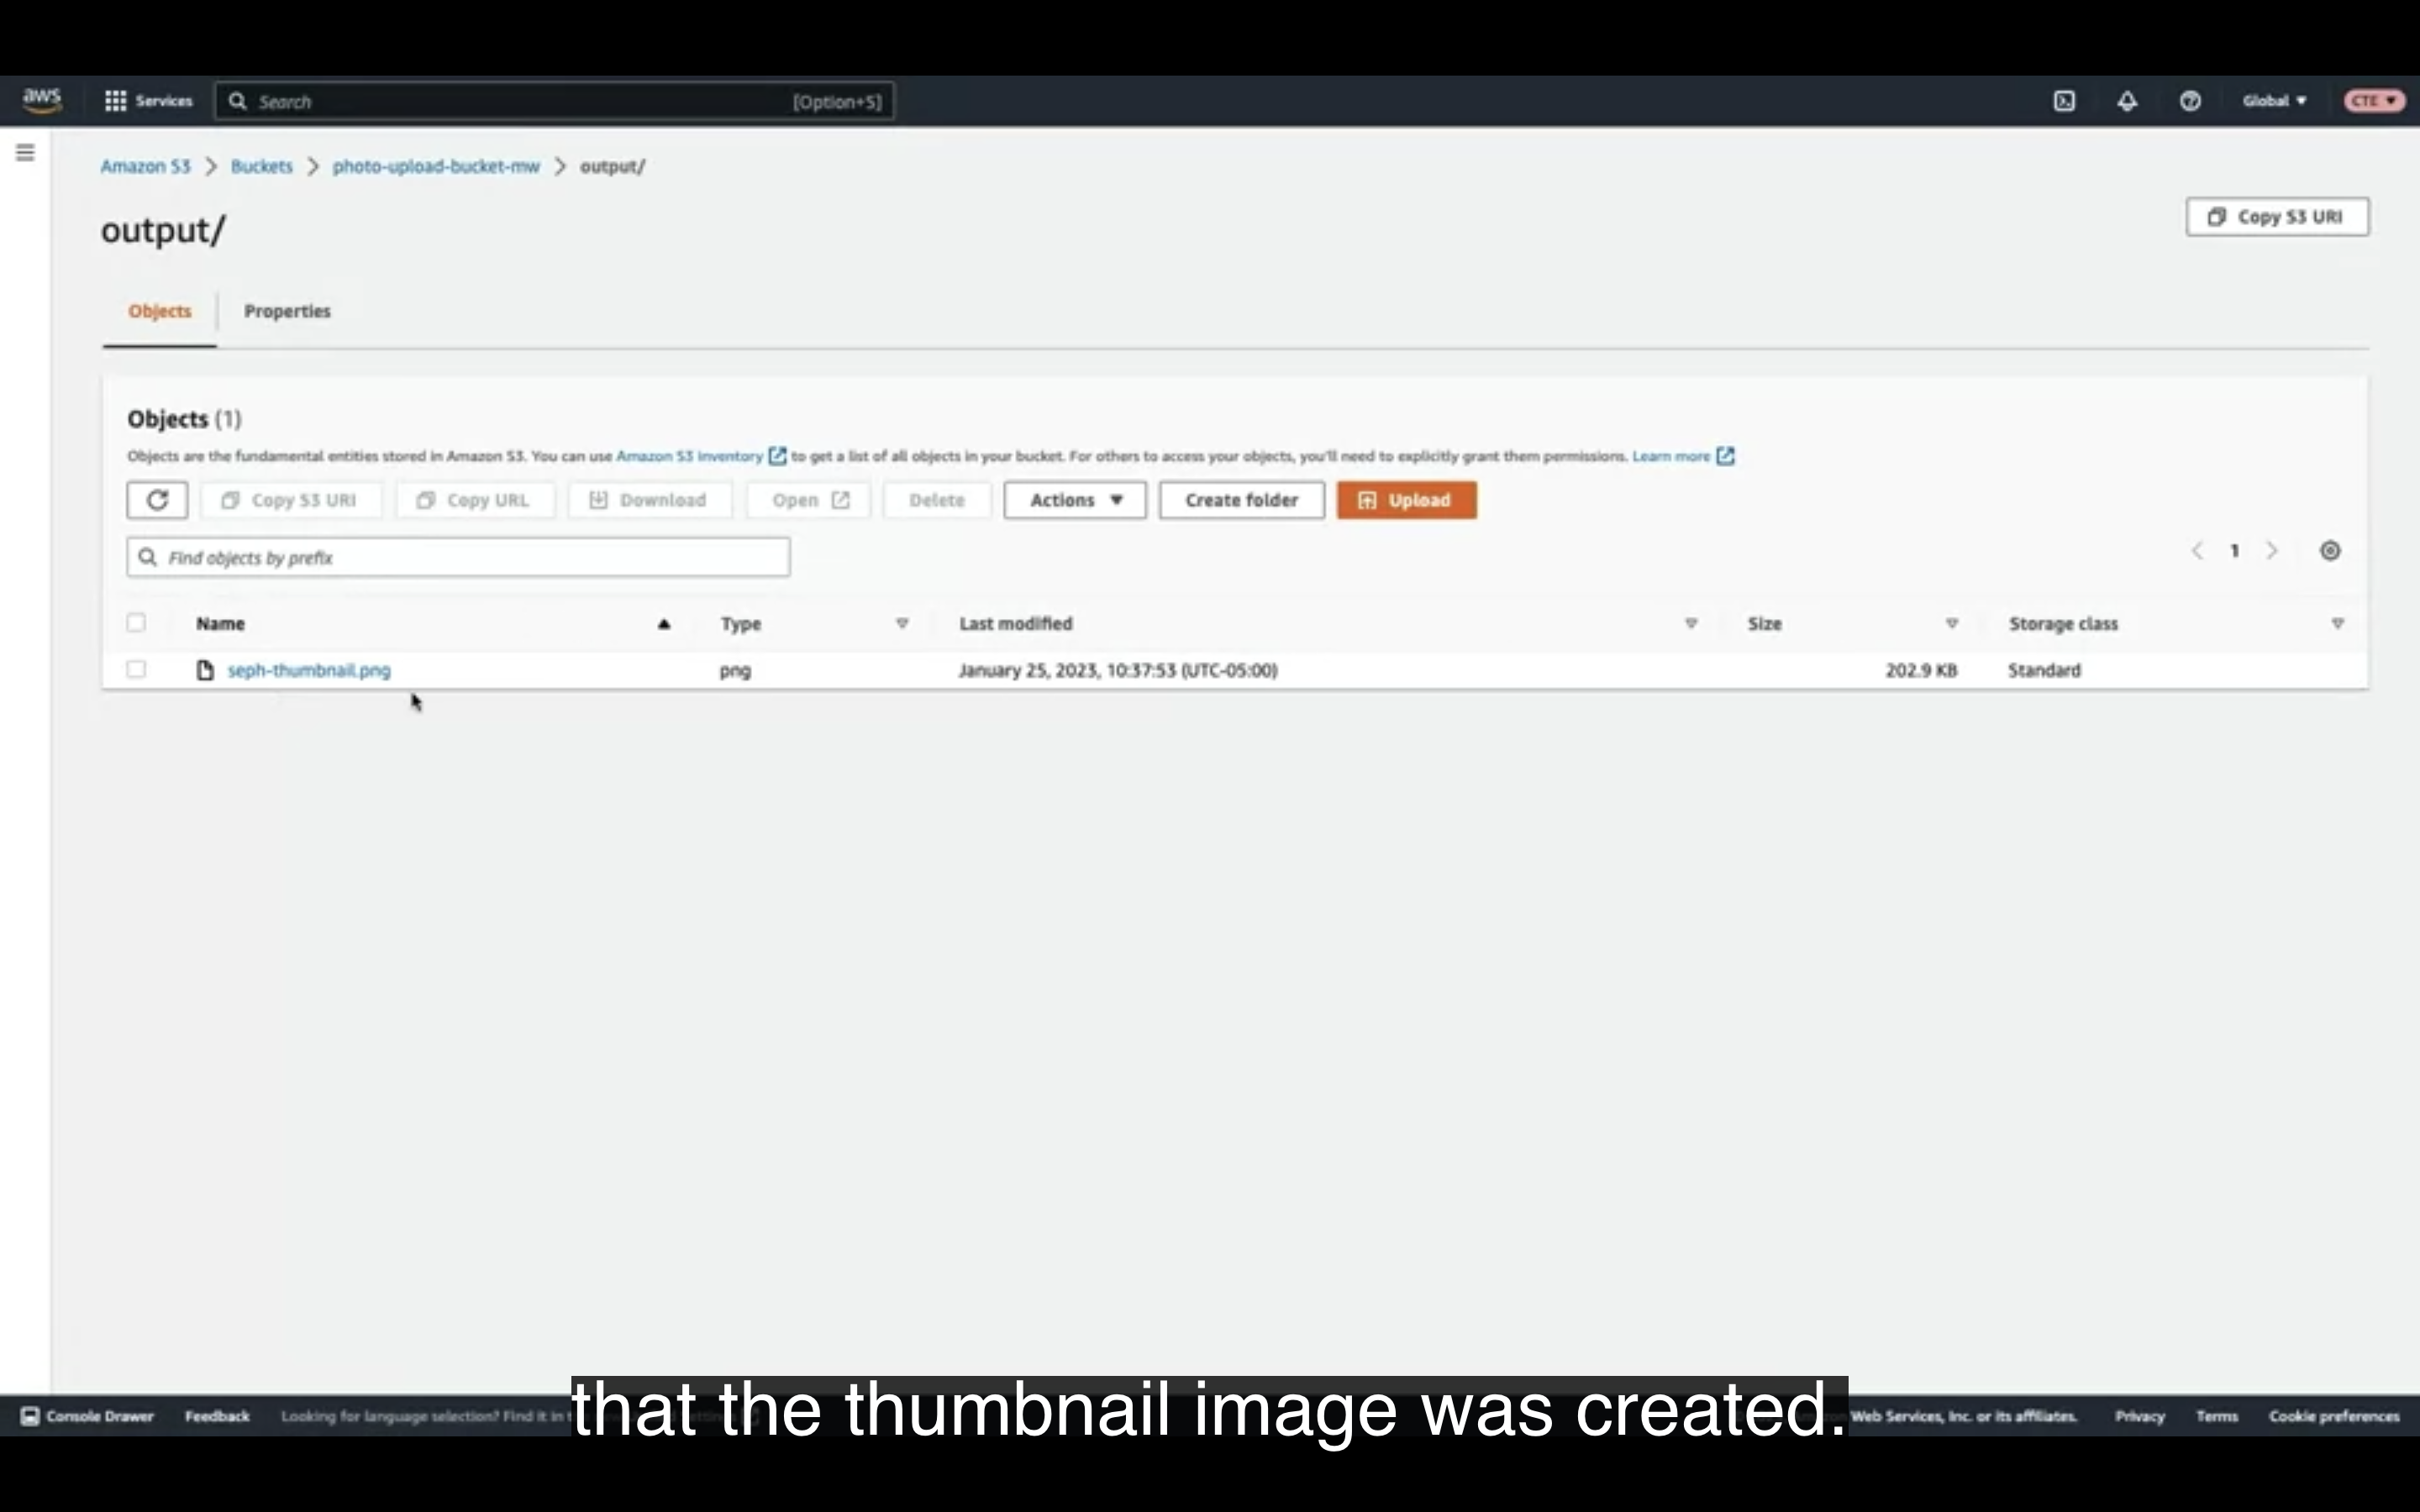 aws Services Search [Option+S] Global ▼ CTE ▼
Amazon S3 > Buckets > photo-upload-bucket-mw > output/
output/
Copy S3 URI
Objects Properties
Objects (1)
Objects are the fundamental entities stored in Amazon S3. You can use Amazon S3 inventory to get a list of all objects in your bucket. For others to access your objects, you'll need to explicitly grant them permissions. Learn more
Copy S3 URI Copy URL Download Open Delete Actions ▼ Create folder Upload
Find objects by prefix
< 1 >
Name Type Last modified Size Storage class
seph-thumbnail.png png January 25, 2023, 10:37:53 (UTC-05:00) 202.9 KB Standard
that the thumbnail image was created.
Console Drawer Feedback Looking for language selection? Find it in Web Services, Inc. or its affiliates. Privacy Terms Cookie preferences